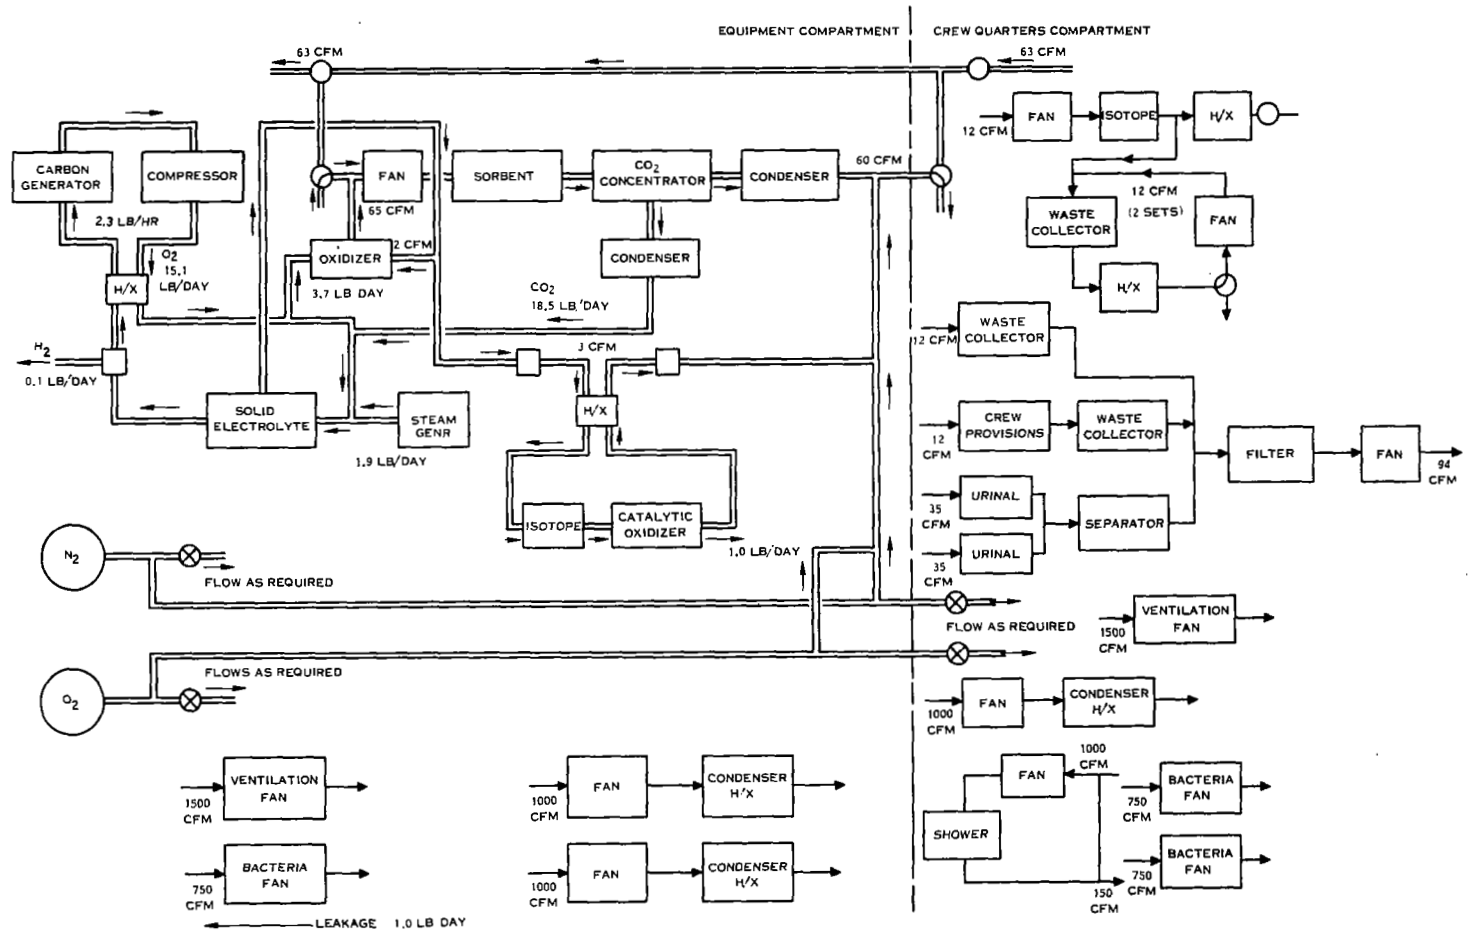 EQUIPMENT COMPARTMENT
CREW QUARTERS COMPARTMENT
63 CFM
63 CFM
FAN
ISOTOPE
H/X
12 CFM
CARBON
GENERATOR
COMPRESSOR
FAN
SORBENT
CO2
CONCENTRATOR
CONDENSER
60 CFM
65 CFM
12 CFM
(2 SETS)
WASTE
COLLECTOR
FAN
2.3 LB/HR
O2
15.1
LB/DAY
H/X
OXIDIZER
2 CFM
CONDENSER
H/X
3.7 LB DAY
CO2
18.5 LB/DAY
WASTE
COLLECTOR
12 CFM
H2
0.1 LB/DAY
3 CFM
SOLID
ELECTROLYTE
STEAM
GENR
1.9 LB/DAY
H/X
CREW
PROVISIONS
WASTE
COLLECTOR
12
CFM
FILTER
FAN
94
CFM
URINAL
35
CFM
SEPARATOR
URINAL
35
CFM
ISOTOPE
CATALYTIC
OXIDIZER
1.0 LB/DAY
N2
FLOW AS REQUIRED
FLOW AS REQUIRED
VENTILATION
FAN
1500
CFM
O2
FLOWS AS REQUIRED
FAN
CONDENSER
H/X
1000
CFM
VENTILATION
FAN
1500
CFM
FAN
1000
CFM
CONDENSER
H/X
FAN
1000
CFM
SHOWER
150
CFM
BACTERIA
FAN
750
CFM
BACTERIA
FAN
750
CFM
BACTERIA
FAN
750
CFM
FAN
1000
CFM
CONDENSER
H/X
LEAKAGE 1.0 LB DAY